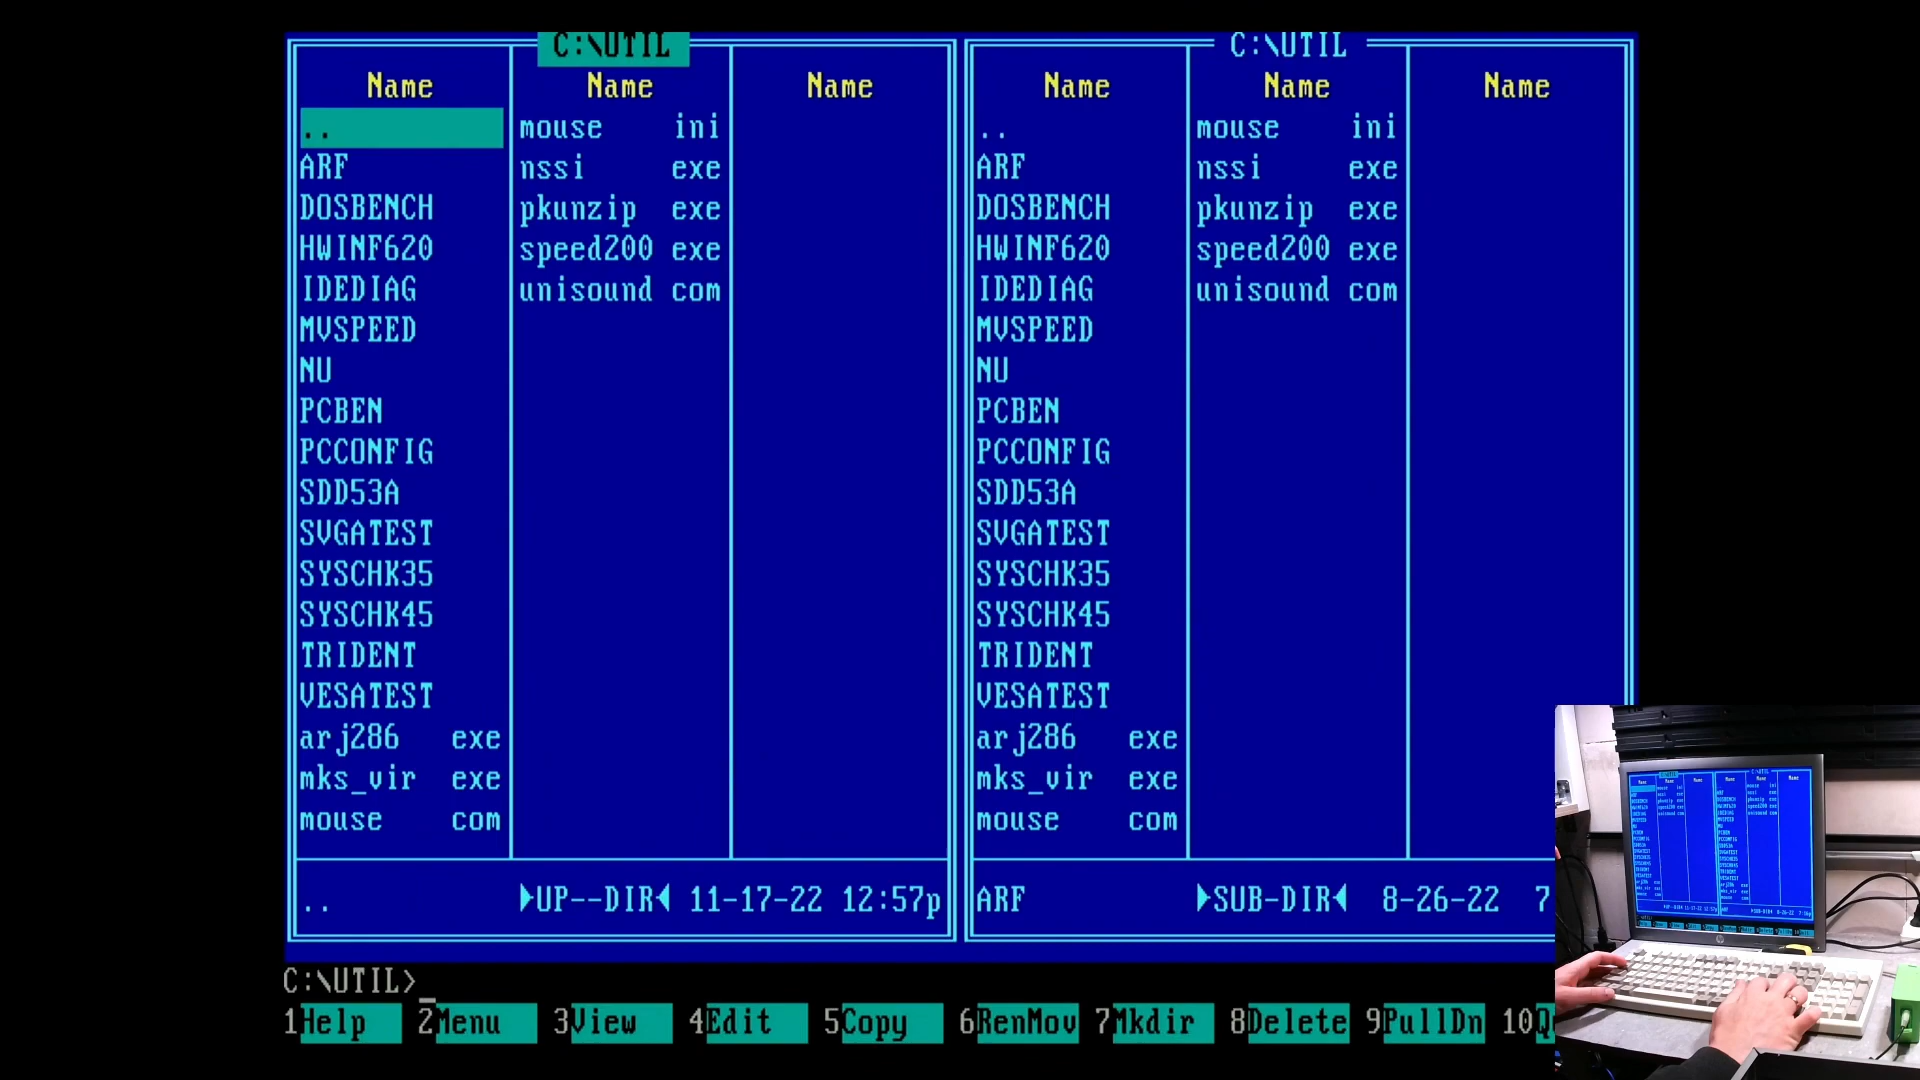 C:\UTIL
Name Name Name
.. mouse ini
ARF nssi exe
DOSBENCH pkunzip exe
HWINF620 speed200 exe
IDEDIAG unisound com
MVSPEED
NU
PCBEN
PCCONFIG
SDD53A
SVGATEST
SYSCHK35
SYSCHK45
TRIDENT
VESATEST
arj286 exe
mks_vir exe
mouse com
.. ►UP--DIR◄ 11-17-22 12:57p
C:\UTIL
Name Name Name
.. mouse ini
ARF nssi exe
DOSBENCH pkunzip exe
HWINF620 speed200 exe
IDEDIAG unisound com
MVSPEED
NU
PCBEN
PCCONFIG
SDD53A
SVGATEST
SYSCHK35
SYSCHK45
TRIDENT
VESATEST
arj286 exe
mks_vir exe
mouse com
ARF ►SUB-DIR◄ 8-26-22 7
C:\UTIL>
1Help 2Menu 3View 4Edit 5Copy 6RenMov 7Mkdir 8Delete 9PullDn 10Q